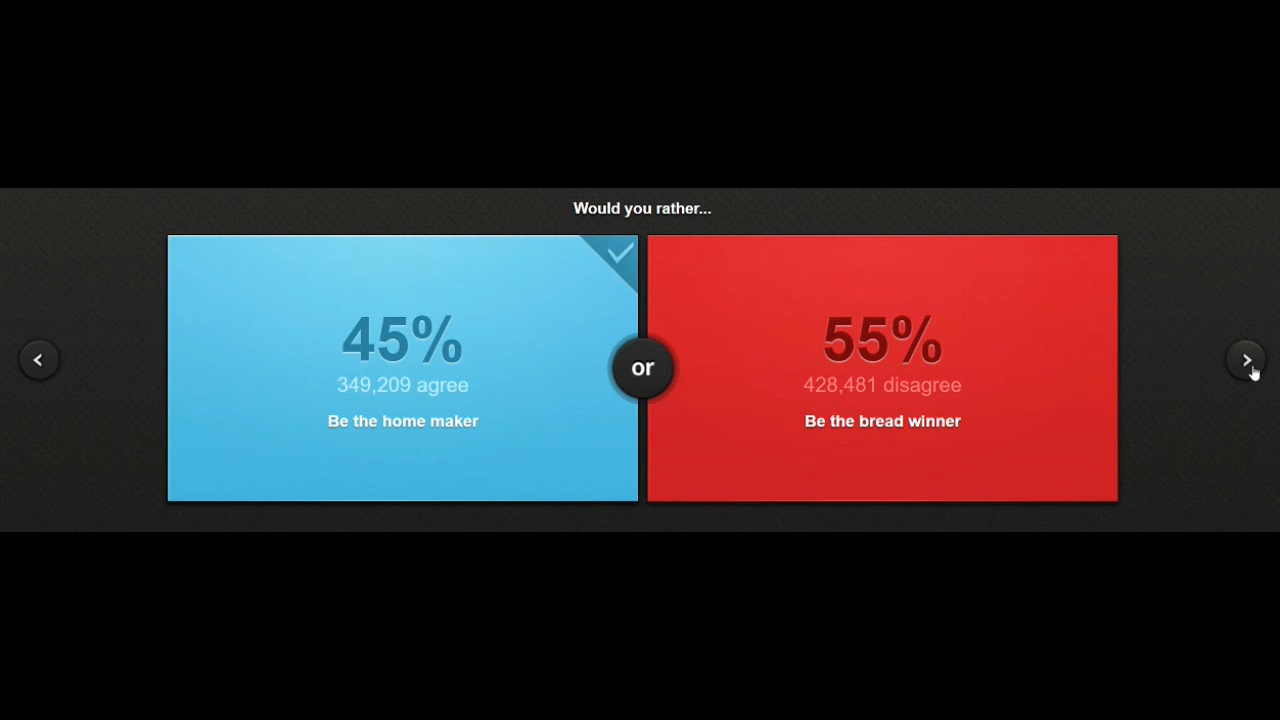 Would you rather...
45%
349,209 agree
Be the home maker
or
55%
428,481 disagree
Be the bread winner